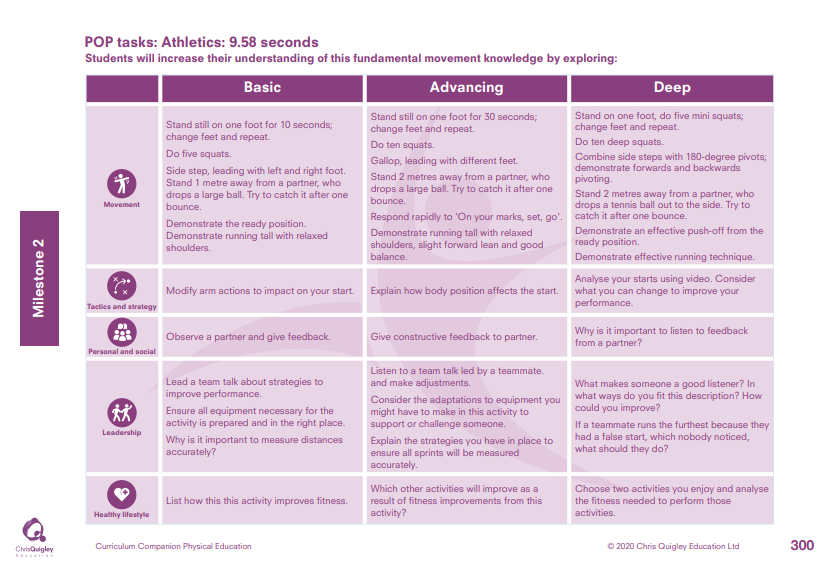 POP tasks: Athletics: 9.58 seconds
Students will increase their understanding of this fundamental movement knowledge by exploring:
Basic
Advancing
Deep
Movement
Stand still on one foot for 10 seconds;
change feet and repeat.
Do five squats.
Side step, leading with left and right foot.
Stand 1 metre away from a partner, who
drops a large ball. Try to catch it after one
bounce.
Demonstrate the ready position.
Demonstrate running tall with relaxed
shoulders.
Stand still on one foot for 30 seconds;
change feet and repeat.
Do ten squats.
Gallop, leading with different feet.
Stand 2 metres away from a partner, who
drops a large ball. Try to catch it after one
bounce.
Respond rapidly to 'On your marks, set, go'.
Demonstrate running tall with relaxed
shoulders, slight forward lean and good
balance.
Stand on one foot, do five mini squats;
change feet and repeat.
Do ten deep squats.
Combine side steps with 180-degree pivots;
demonstrate forwards and backwards
pivoting.
Stand 2 metres away from a partner, who
drops a tennis ball out to the side. Try to
catch it after one bounce.
Demonstrate an effective push-off from the
ready position.
Demonstrate effective running technique.
Tactics and strategy
Modify arm actions to impact on your start.
Explain how body position affects the start.
Analyse your starts using video. Consider
what you can change to improve your
performance.
Personal and social
Observe a partner and give feedback.
Give constructive feedback to partner.
Why is it important to listen to feedback
from a partner?
Leadership
Lead a team talk about strategies to
improve performance.
Ensure all equipment necessary for the
activity is prepared and in the right place.
Why is it important to measure distances
accurately?
Listen to a team talk led by a teammate.
and make adjustments.
Consider the adaptations to equipment you
might have to make in this activity to
support or challenge someone.
Explain the strategies you have in place to
ensure all sprints will be measured
accurately.
What makes someone a good listener? In
what ways do you fit this description? How
could you improve?
If a teammate runs the furthest because they
had a false start, which nobody noticed,
what should they do?
Healthy lifestyle
List how this this activity improves fitness.
Which other activities will improve as a
result of fitness improvements from this
activity?
Choose two activities you enjoy and analyse
the fitness needed to perform those
activities.
Milestone 2
ChrisQuigley
Education
Curriculum Companion Physical Education
© 2020 Chris Quigley Education Ltd
300